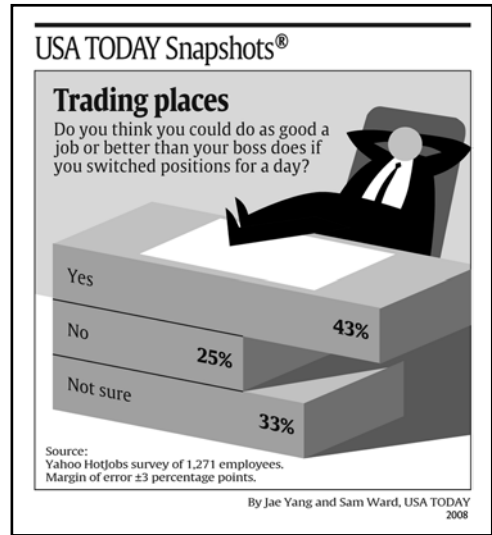 USA TODAY Snapshots®
Trading places
Do you think you could do as good a
job or better than your boss does if
you switched positions for a day?
Yes
43%
No
25%
Not sure
33%
Source:
Yahoo HotJobs survey of 1,271 employees.
Margin of error ±3 percentage points.
By Jae Yang and Sam Ward, USA TODAY
2008